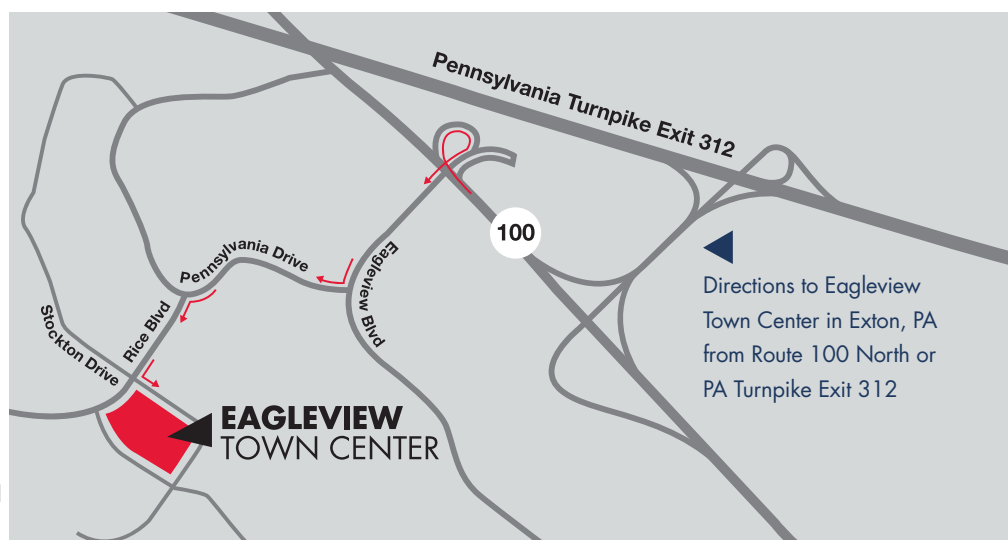 Pennsylvania Turnpike Exit 312
100
Pennsylvania Drive
Eagleview Blvd
Rice Blvd
Stockton Drive
Directions to Eagleview
Town Center in Exton, PA
from Route 100 North or
PA Turnpike Exit 312
EAGLEVIEW
TOWN CENTER